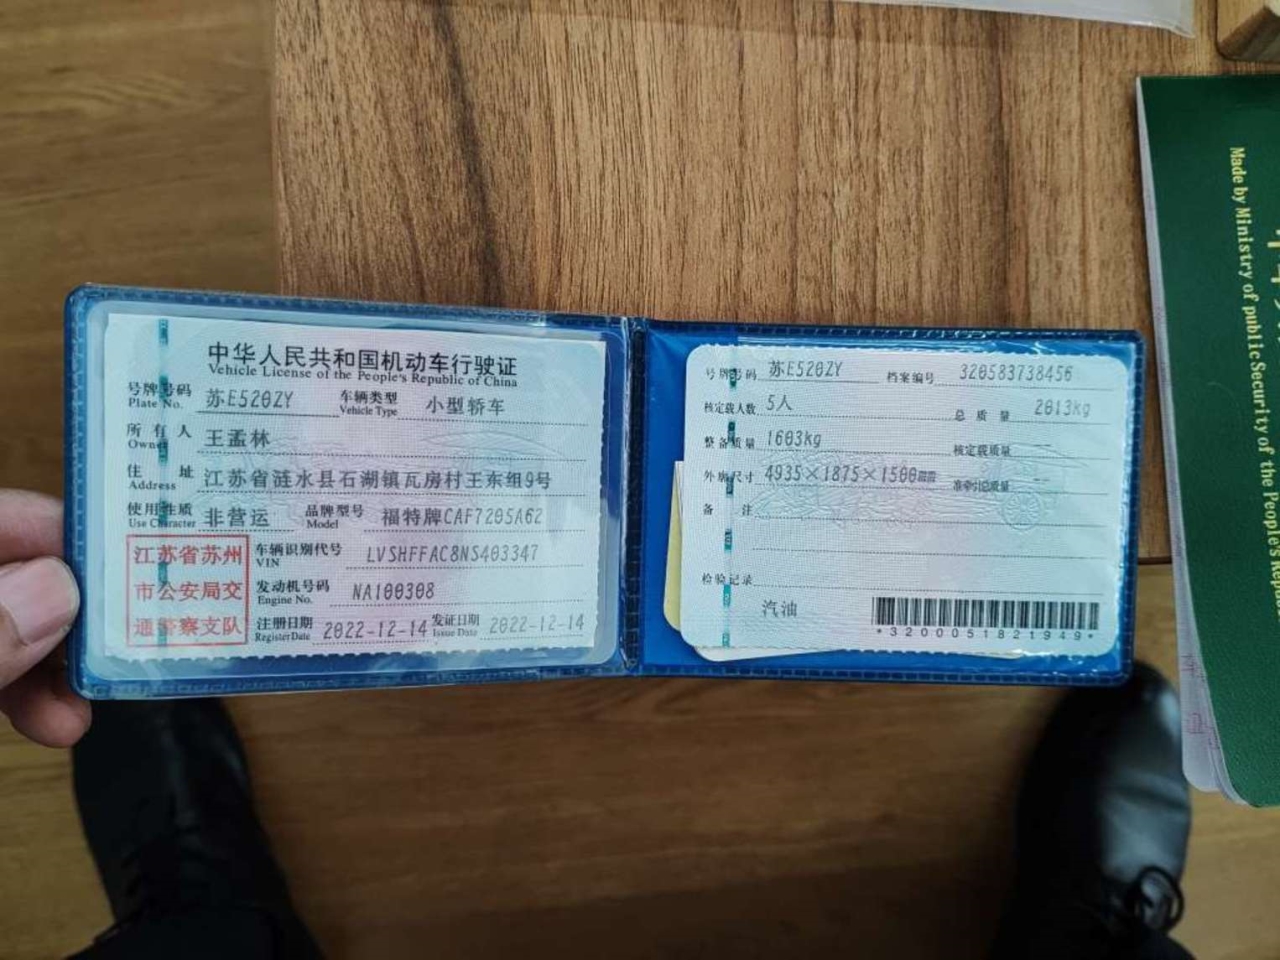 中华人民共和国机动车行驶证
Vehicle License of the People's Republic of China
号牌号码 苏E520ZY 车辆类型 小型轿车
Plate No. Vehicle Type
所有人 王孟林
Owner
住址 江苏省涟水县石湖镇瓦房村王东组9号
Address
使用性质 非营运 品牌型号 福特牌CAF7205A62
Use Character Model
江苏省苏州
市公安局交
通警察支队
车辆识别代号 LVSHFFAC8NS403347
VIN
发动机号码 NA100308
Engine No.
注册日期 2022-12-14 发证日期 2022-12-14
Register Date Issue Date
号牌号码 苏E520ZY 档案编号 320583738456
核定载人数 5人 总质量 2013kg
整备质量 1603kg 核定载质量 --
外廓尺寸 4935×1875×1500mm 准牵引总质量 --
备注
检验记录
汽油
*3200051821949*
Made by Ministry of public Security of the People's Repub